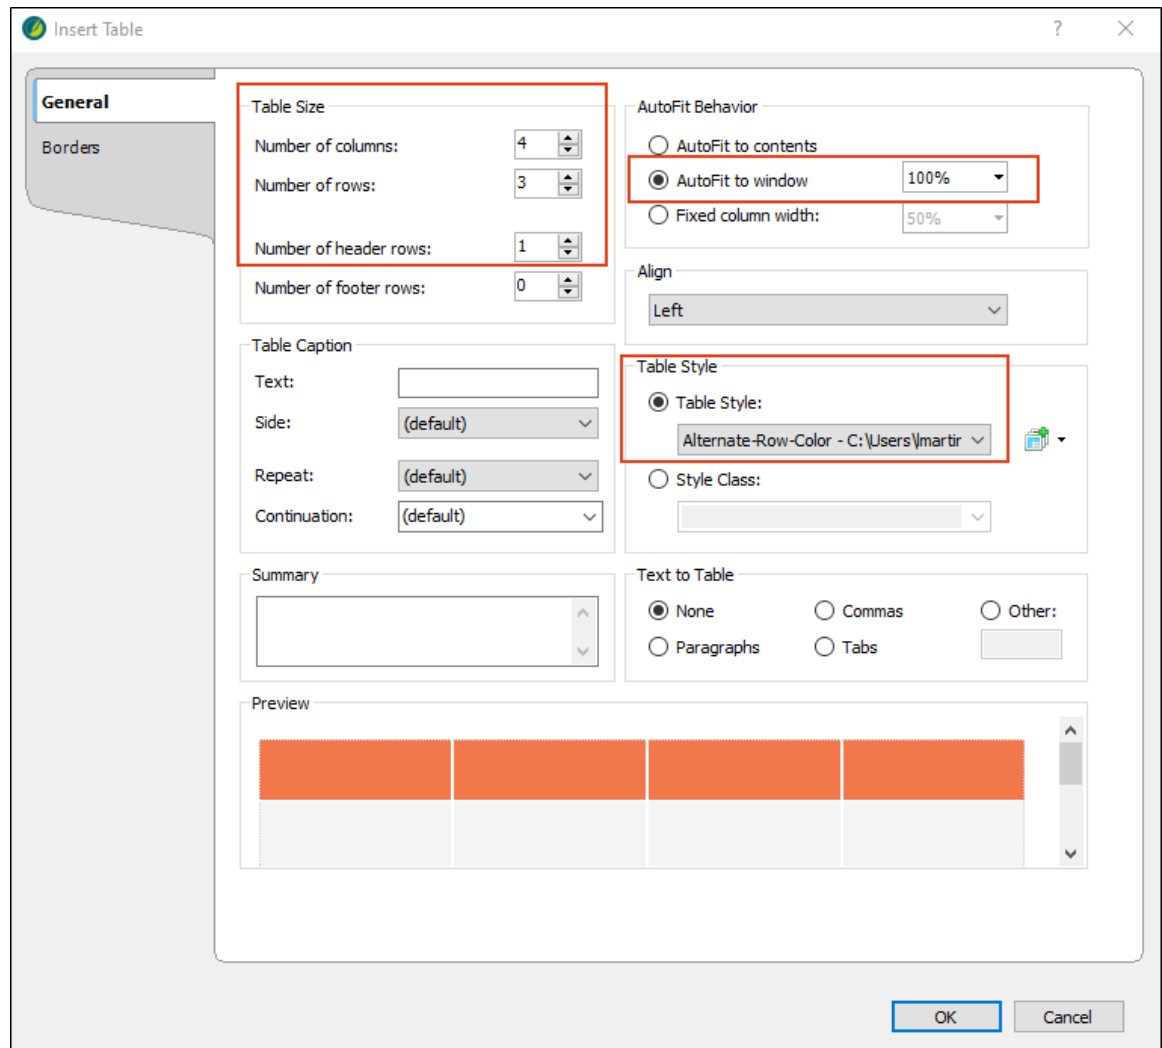 Insert Table
?
General
Borders
Table Size
Number of columns: 4
Number of rows: 3
Number of header rows: 1
Number of footer rows: 0
AutoFit Behavior
AutoFit to contents
AutoFit to window 100%
Fixed column width: 50%
Align
Left
Table Caption
Text:
Side: (default)
Repeat: (default)
Continuation: (default)
Table Style
Table Style:
Alternate-Row-Color - C:\Users\lmartir
Style Class:
Summary
Text to Table
None Commas Other:
Paragraphs Tabs
Preview
OK Cancel